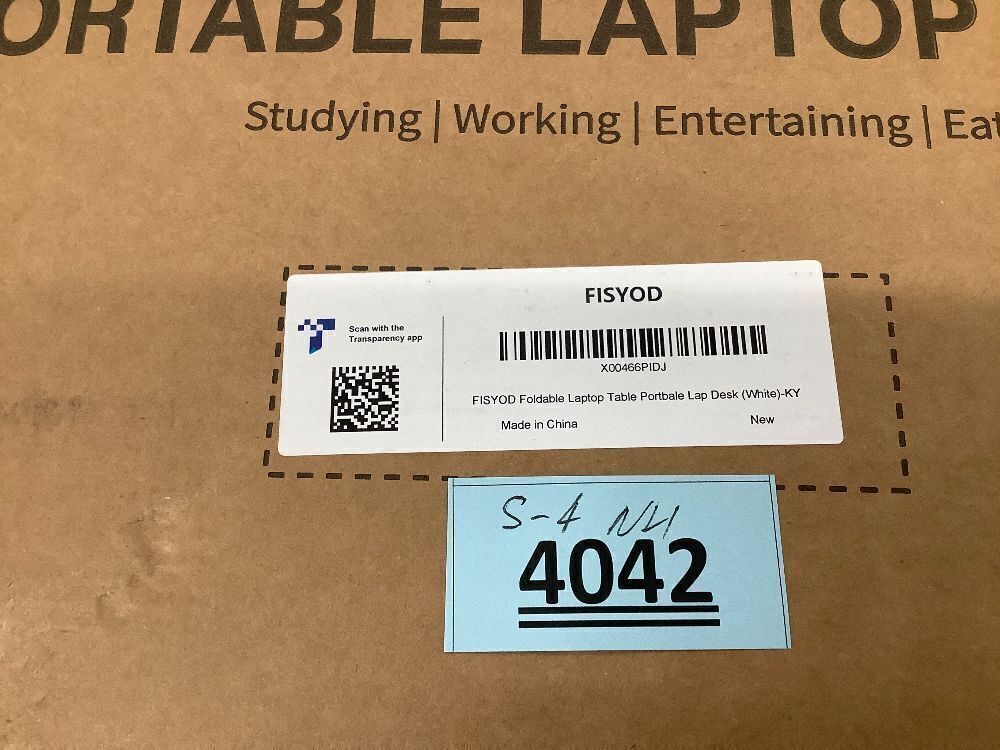 ORTABLE LAPTOP
Studying | Working | Entertaining | Eat
FISYOD
Scan with the
Transparency app
X00466PIDJ
FISYOD Foldable Laptop Table Portbale Lap Desk (White)-KY
Made in China New
S-4 NLI
4042